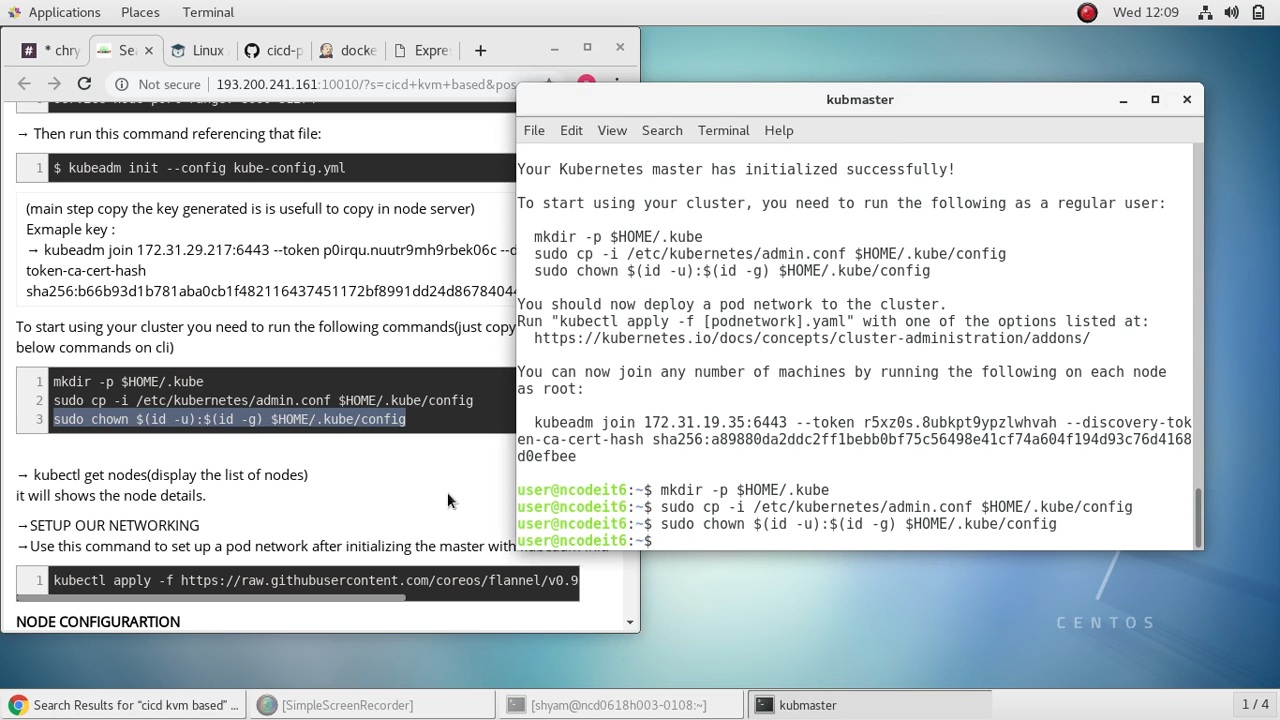 Applications Places Terminal Wed 12:09
* chry Sea Linux cicd-p docke Expres
Not secure 193.200.241.161:10010/?s=cicd+kvm+based&pos
→ Then run this command referencing that file:
1 $ kubeadm init --config kube-config.yml
(main step copy the key generated is is usefull to copy in node server)
Exmaple key :
→ kubeadm join 172.31.29.217:6443 --token p0irqu.nuutr9mh9rbek06c --d
token-ca-cert-hash
sha256:b66b93d1b781aba0cb1f482116437451172bf8991dd24d86784044
To start using your cluster you need to run the following commands(just copy
below commands on cli)
1 mkdir -p $HOME/.kube
2 sudo cp -i /etc/kubernetes/admin.conf $HOME/.kube/config
3 sudo chown $(id -u):$(id -g) $HOME/.kube/config
→ kubectl get nodes(display the list of nodes)
it will shows the node details.
→SETUP OUR NETWORKING
→Use this command to set up a pod network after initializing the master with
1 kubectl apply -f https://raw.githubusercontent.com/coreos/flannel/v0.9
NODE CONFIGURARTION
kubmaster
File Edit View Search Terminal Help
Your Kubernetes master has initialized successfully!
To start using your cluster, you need to run the following as a regular user:
mkdir -p $HOME/.kube
sudo cp -i /etc/kubernetes/admin.conf $HOME/.kube/config
sudo chown $(id -u):$(id -g) $HOME/.kube/config
You should now deploy a pod network to the cluster.
Run "kubectl apply -f [podnetwork].yaml" with one of the options listed at:
https://kubernetes.io/docs/concepts/cluster-administration/addons/
You can now join any number of machines by running the following on each node
as root:
kubeadm join 172.31.19.35:6443 --token r5xz0s.8ubkpt9ypzlwhvah --discovery-tok
en-ca-cert-hash sha256:a89880da2ddc2ff1bebb0bf75c56498e41cf74a604f194d93c76d4168
d0efbee
user@ncodeit6:~$ mkdir -p $HOME/.kube
user@ncodeit6:~$ sudo cp -i /etc/kubernetes/admin.conf $HOME/.kube/config
user@ncodeit6:~$ sudo chown $(id -u):$(id -g) $HOME/.kube/config
user@ncodeit6:~$
7
CENTOS
Search Results for “cicd kvm based” ... [SimpleScreenRecorder] [shyam@ncd0618h003-0108:~] kubmaster 1 / 4